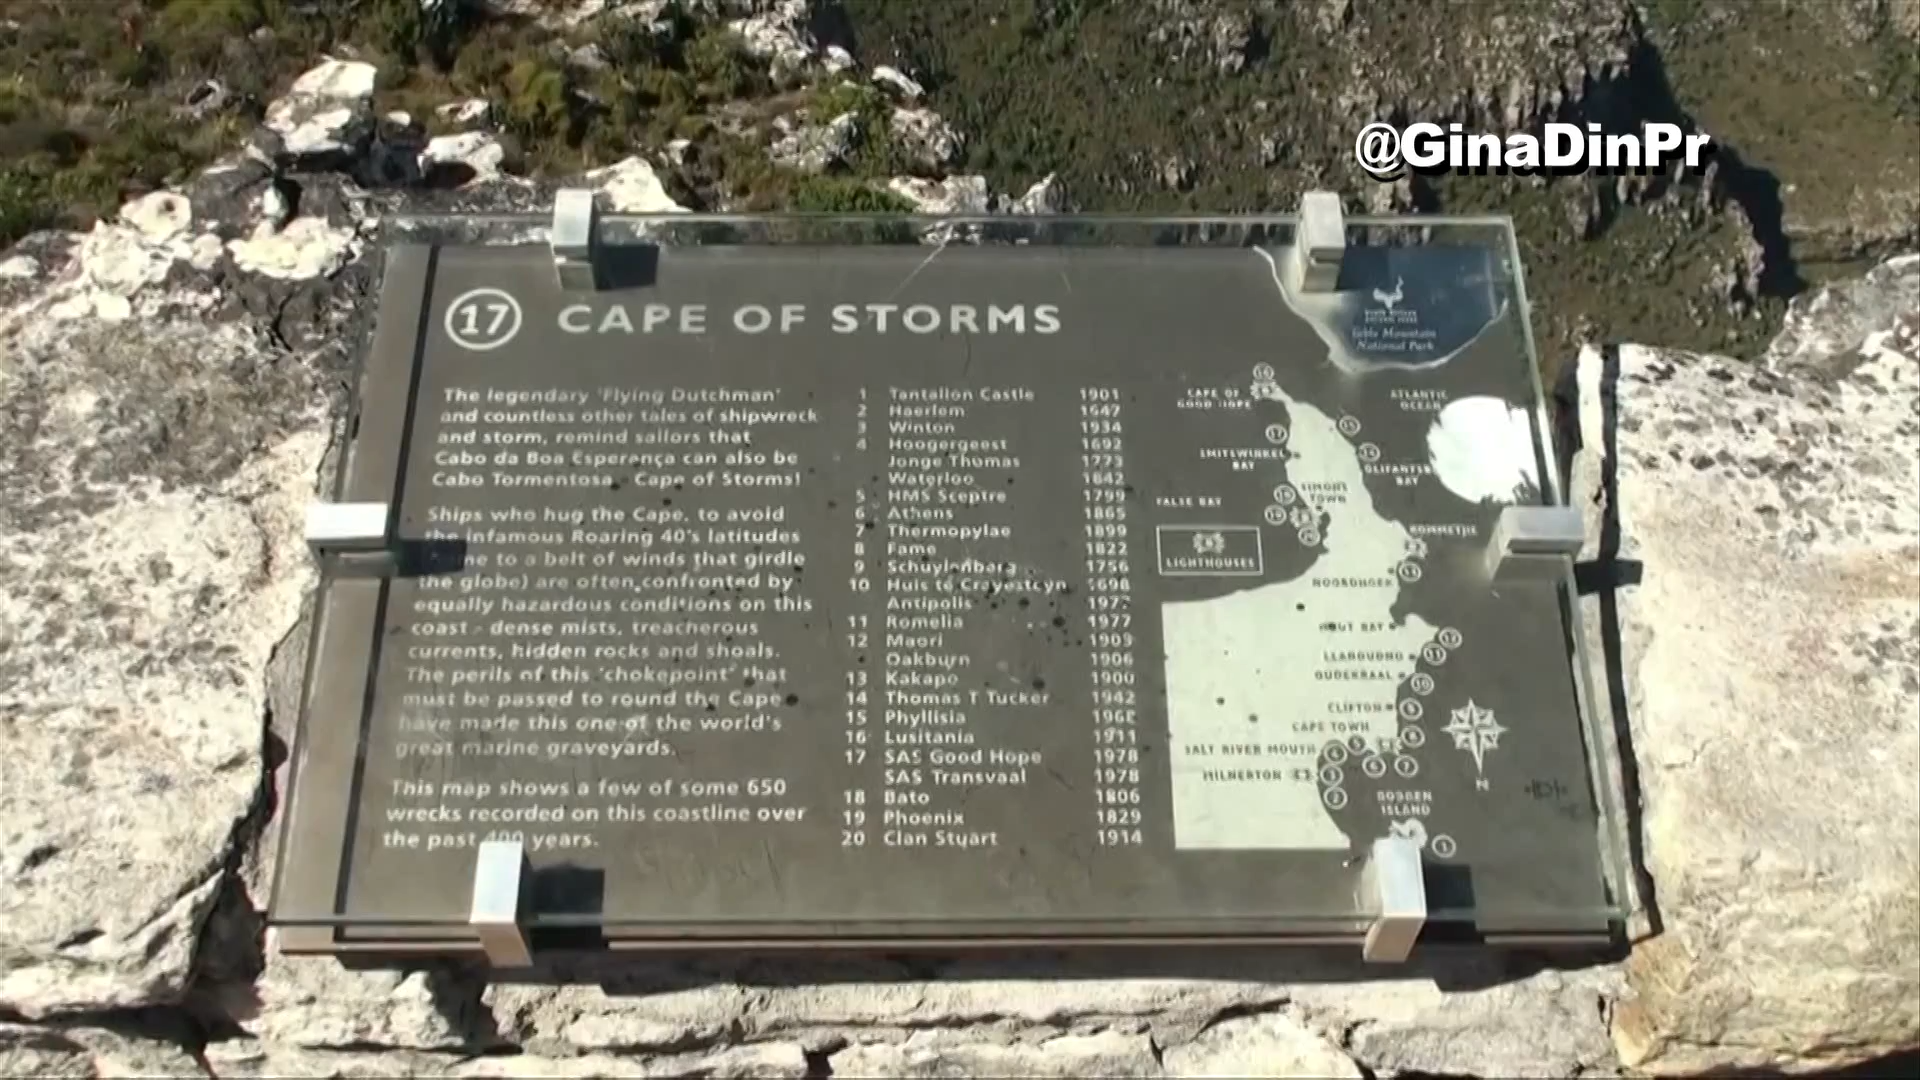 @GinaDinPr
17 CAPE OF STORMS
Table Mountain
National Park
The legendary 'Flying Dutchman'
and countless other tales of shipwreck
and storm, remind sailors that
Cabo da Boa Esperança can also be
Cabo Tormentosa - Cape of Storms!
Ships who hug the Cape, to avoid
the infamous Roaring 40's latitudes
to a belt of winds that girdle
the globe) are often confronted by
equally hazardous conditions on this
coast - dense mists, treacherous
currents, hidden rocks and shoals.
The perils of this 'chokepoint' that
must be passed to round the Cape
have made this one of the world's
great marine graveyards.
This map shows a few of some 650
wrecks recorded on this coastline over
the past 400 years.
1 Tantallon Castle 1901
2 Haerlem 1647
3 Winton 1934
4 Hoogergeest 1692
Jonge Thomas 1773
Waterloo 1842
5 HMS Sceptre 1799
6 Athens 1865
7 Thermopylae 1899
8 Fame 1822
9 Schuylenburg 1756
10 Huis te Crayesteyn 1698
Antipolis
11 Romelia 1977
12 Maori 1909
Oakburn 1906
13 Kakapo 1900
14 Thomas T Tucker 1942
15 Phyllisia
16 Lusitania 1911
17 SAS Good Hope 1978
SAS Transvaal 1978
18 Bato 1806
19 Phoenix 1829
20 Clan Stuart 1914
CAPE OF
GOOD HOPE
ATLANTIC
OCEAN
SMITSWINKEL
BAY
OLIFANTSB
BAY
SIMONS
TOWN
FALSE BAY
KOMMETJIE
LIGHTHOUSES
NOORDHOEK
HOUT BAY
LLANDUDNO
OUDEKRAAL
CLIFTON
CAPE TOWN
SALT RIVER MOUTH
MILNERTON
ROBBEN
ISLAND
N